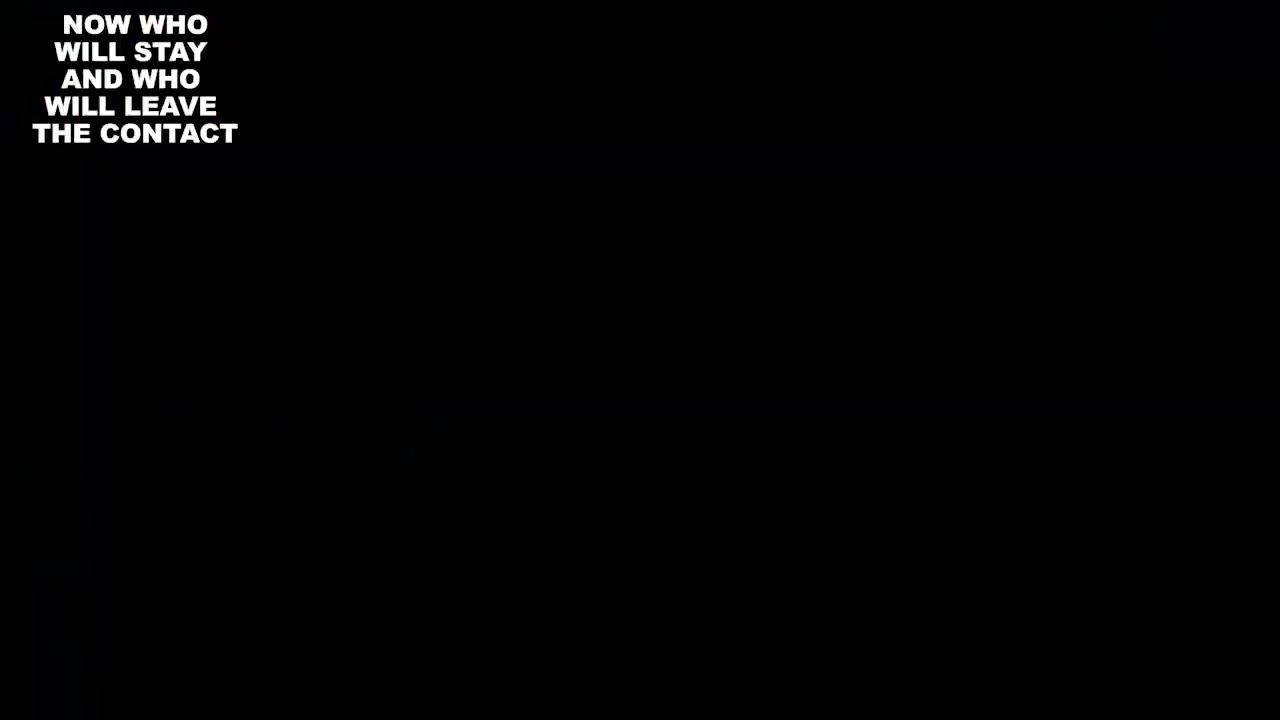 NOW WHO
WILL STAY
AND WHO
WILL LEAVE
THE CONTACT